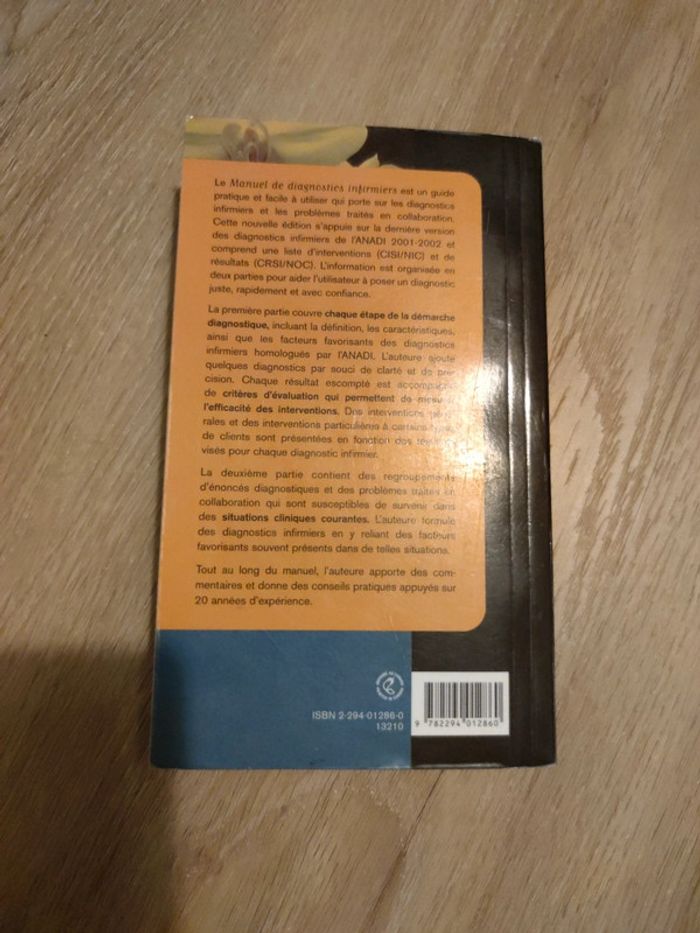 Le Manuel de diagnostics infirmiers est un guide
pratique et facile à utiliser qui porte sur les diagnostics
infirmiers et les problèmes traités en collaboration.
Cette nouvelle édition s'appuie sur la dernière version
des diagnostics infirmiers de l'ANADI 2001-2002 et
comprend une liste d'interventions (CISI/NIC) et de
résultats (CRSI/NOC). L'information est organisée en
deux parties pour aider l'utilisateur à poser un diagnostic
juste, rapidement et avec confiance.
La première partie couvre chaque étape de la démarche
diagnostique, incluant la définition, les caractéristiques,
ainsi que les facteurs favorisants des diagnostics
infirmiers homologués par l'ANADI. L'auteure ajoute
quelques diagnostics par souci de clarté et de pré
cision. Chaque résultat escompté est accompagné
de critères d'évaluation qui permettent de mesurer
l'efficacité des interventions. Des interventions géné-
rales et des interventions particulières à certains types
de clients sont présentées en fonction des résultats
visés pour chaque diagnostic infirmier.
La deuxième partie contient des regroupements
d'énoncés diagnostiques et des problèmes traités en
collaboration qui sont susceptibles de survenir dans
des situations cliniques courantes. L'auteure formule
des diagnostics infirmiers en y reliant des facteurs
favorisants souvent présents dans de telles situations.
Tout au long du manuel, l'auteure apporte des com-
mentaires et donne des conseils pratiques appuyés sur
20 années d'expérience.
ISBN 2-294-01286-0
13210
9 782294 012860